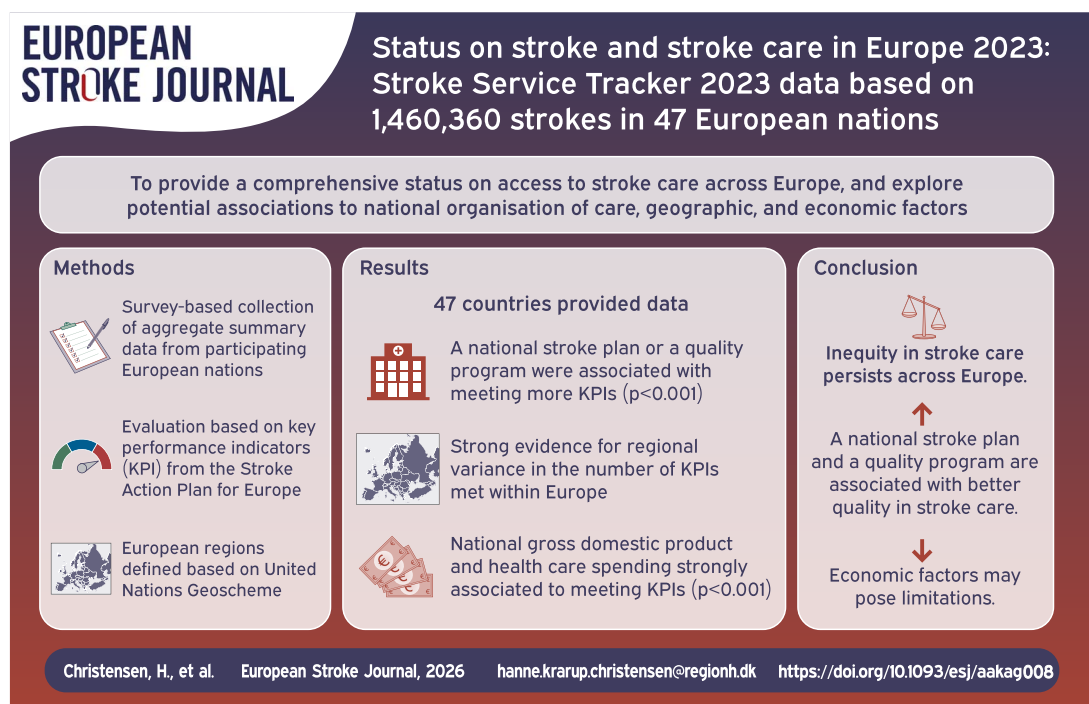 EUROPEAN
STROKE JOURNAL
Status on stroke and stroke care in Europe 2023:
Stroke Service Tracker 2023 data based on
1,460,360 strokes in 47 European nations
To provide a comprehensive status on access to stroke care across Europe, and explore
potential associations to national organisation of care, geographic, and economic factors
Methods
Survey-based collection
of aggregate summary
data from participating
European nations
Evaluation based on key
performance indicators
(KPI) from the Stroke
Action Plan for Europe
European regions
defined based on United
Nations Geoscheme
Results
47 countries provided data
A national stroke plan or a quality
program were associated with
meeting more KPIs (p<0.001)
Strong evidence for regional
variance in the number of KPIs
met within Europe
€
€
€
National gross domestic product
and health care spending strongly
associated to meeting KPIs (p<0.001)
Conclusion
Inequity in stroke care
persists across Europe.
A national stroke plan
and a quality program are
associated with better
quality in stroke care.
Economic factors may
pose limitations.
Christensen, H., et al. European Stroke Journal, 2026 hanne.krarup.christensen@regionh.dk https://doi.org/10.1093/esj/aakag008